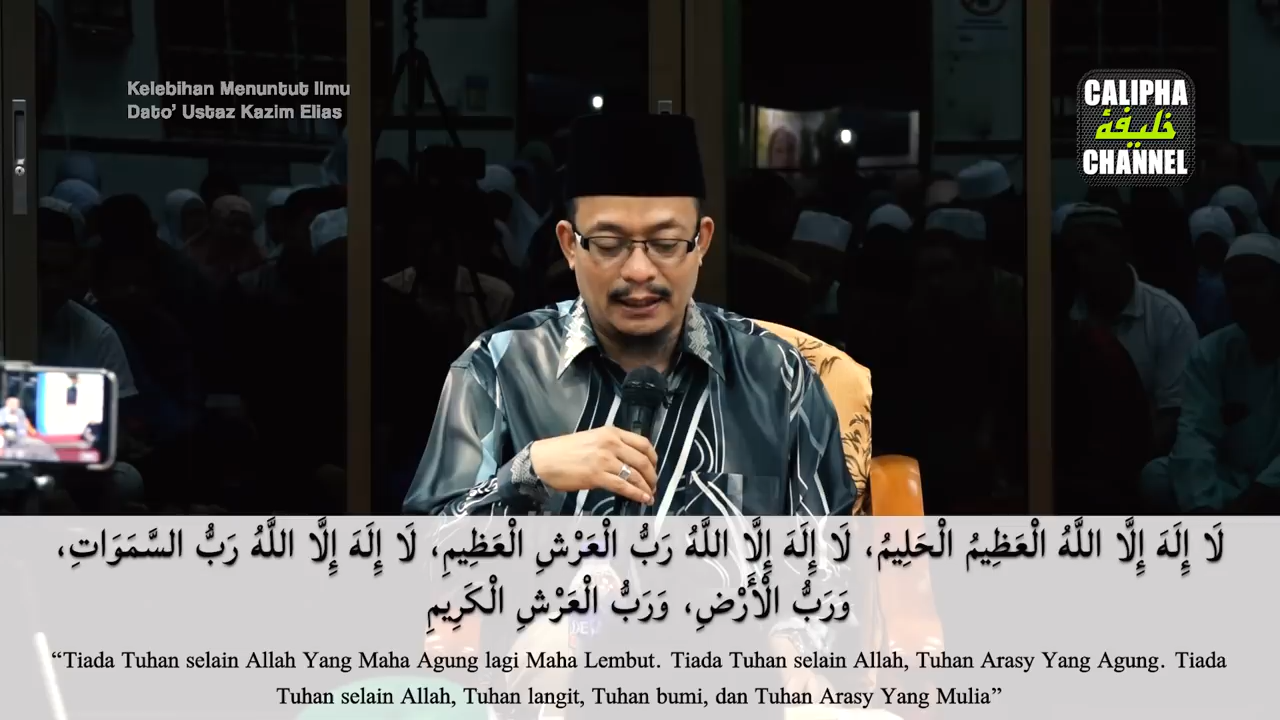 Kelebihan Menuntut Ilmu
Dato' Ustaz Kazim Elias
CALIPHA
خليفة
CHANNEL
لَا إِلَهَ إِلَّا اللَّهُ الْعَظِيمُ الْحَلِيمُ، لَا إِلَهَ إِلَّا اللَّهُ رَبُّ الْعَرْشِ الْعَظِيمِ، لَا إِلَهَ إِلَّا اللَّهُ رَبُّ السَّمَوَاتِ،
وَرَبُّ الْأَرْضِ، وَرَبُّ الْعَرْشِ الْكَرِيمِ
“Tiada Tuhan selain Allah Yang Maha Agung lagi Maha Lembut. Tiada Tuhan selain Allah, Tuhan Arasy Yang Agung. Tiada
Tuhan selain Allah, Tuhan langit, Tuhan bumi, dan Tuhan Arasy Yang Mulia”